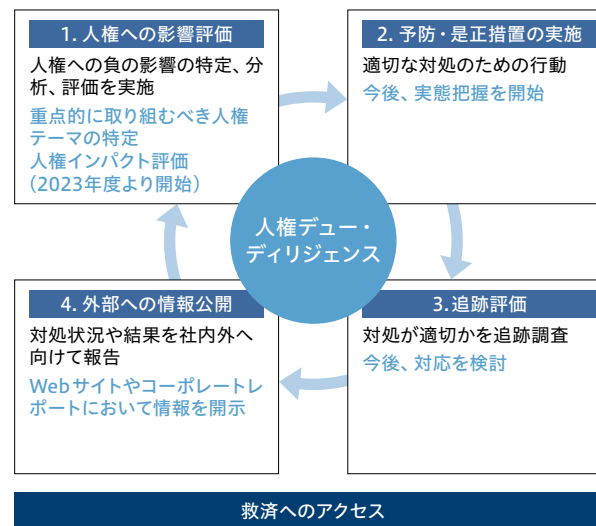 1. 人権への影響評価
人権への負の影響の特定、分
析、評価を実施
重点的に取り組むべき人権
テーマの特定
人権インパクト評価
（2023年度より開始）
2. 予防・是正措置の実施
適切な対処のための行動
今後、実態把握を開始
人権デュー・
ディリジェンス
3.追跡評価
対処が適切かを追跡調査
今後、対応を検討
4. 外部への情報公開
対処状況や結果を社内外へ
向けて報告
Webサイトやコーポレートレ
ポートにおいて情報を開示
救済へのアクセス